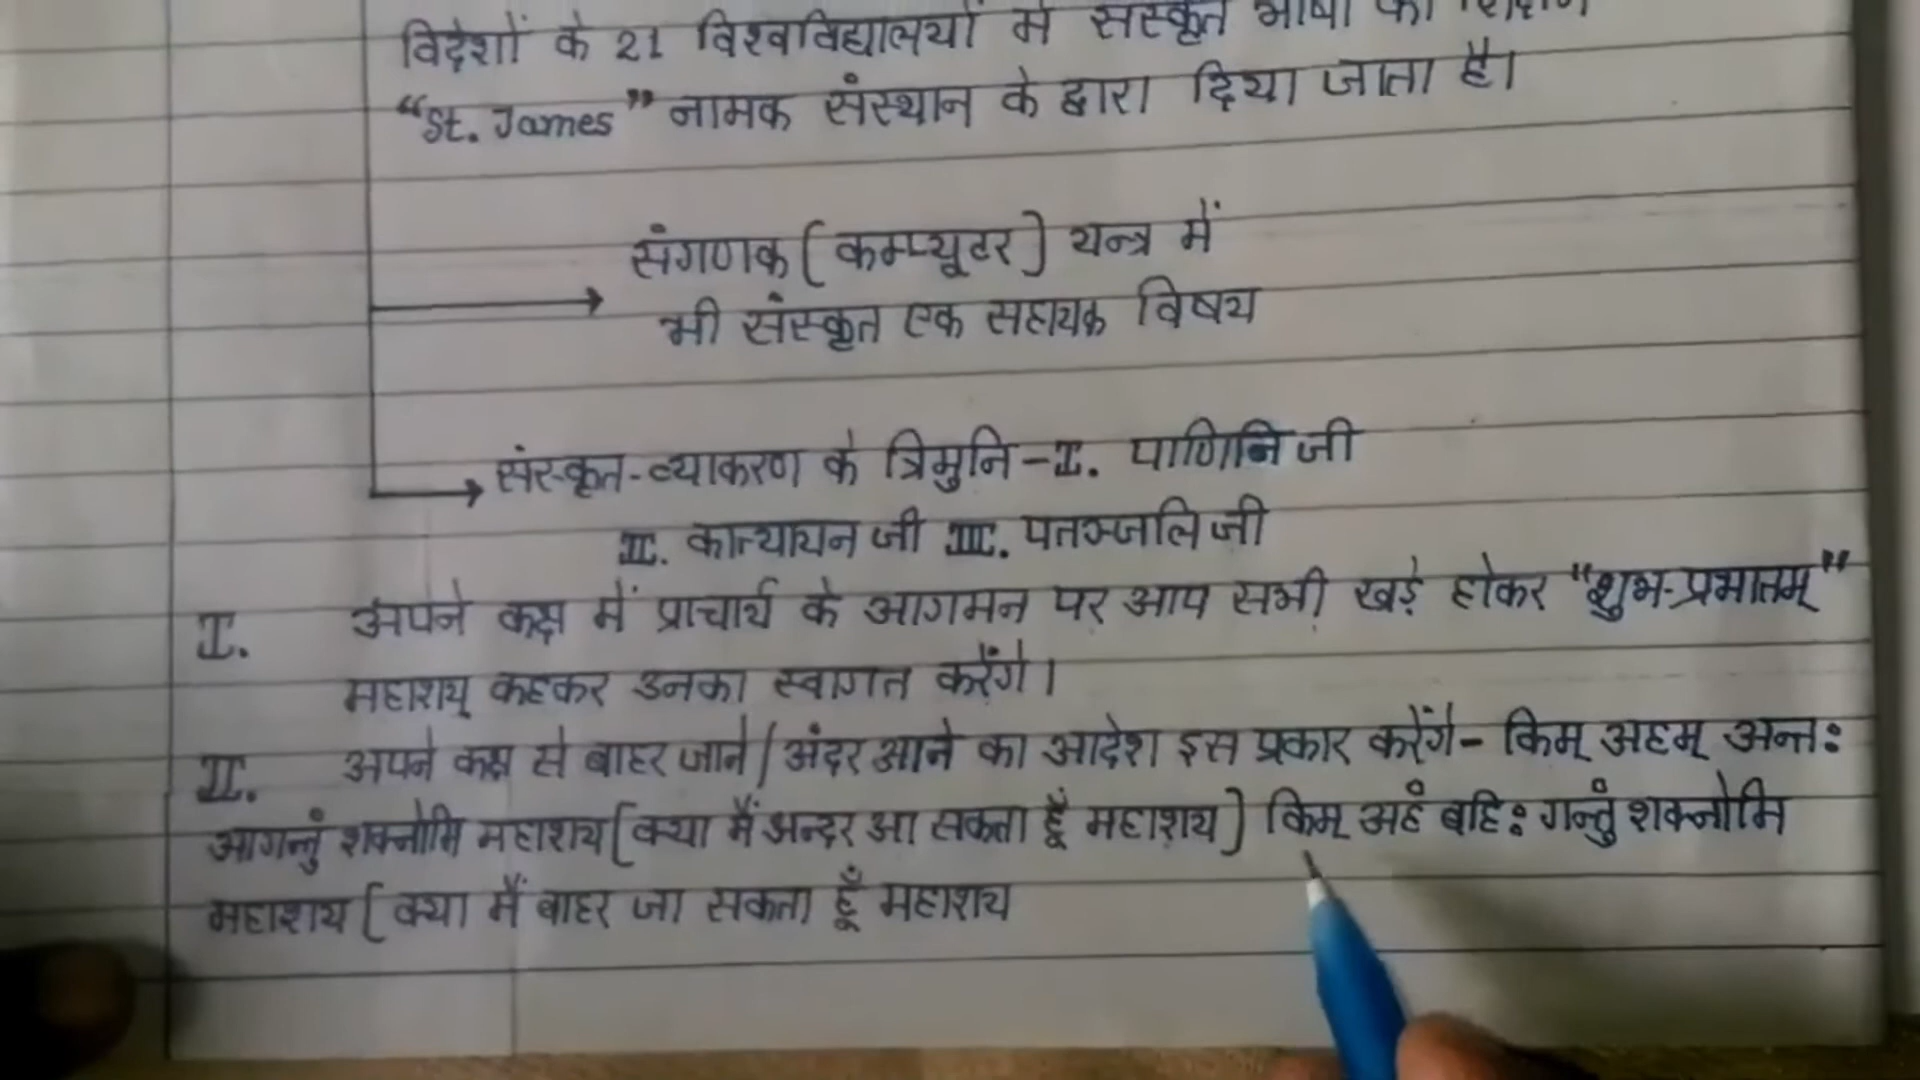 विदेशों के 21 विश्वविद्यालयों में संस्कृत भाषा का शिक्षण
“St. James” नामक संस्थान के द्वारा दिया जाता है।
संगणक (कम्प्यूटर) यन्त्र में
भी संस्कृत एक सहायक विषय
संस्कृत-व्याकरण के त्रिमुनि -I. पाणिनि जी
II. कात्यायन जी III. पतञ्जलि जी
I. अपने कक्ष में प्राचार्य के आगमन पर आप सभी खड़े होकर “शुभ-प्रभातम्”
महाशय् कहकर उनका स्वागत करेंगे।
II. अपने कक्ष से बाहर जाने/अंदर आने का आदेश इस प्रकार करेंगे- किम् अहम् अन्तः
आगन्तुं शक्नोमि महाशय (क्या मैं अन्दर आ सकता हूँ महाशय) किम् अहं बहिः गन्तुं शक्नोमि
महाशय (क्या मैं बाहर जा सकता हूँ महाशय